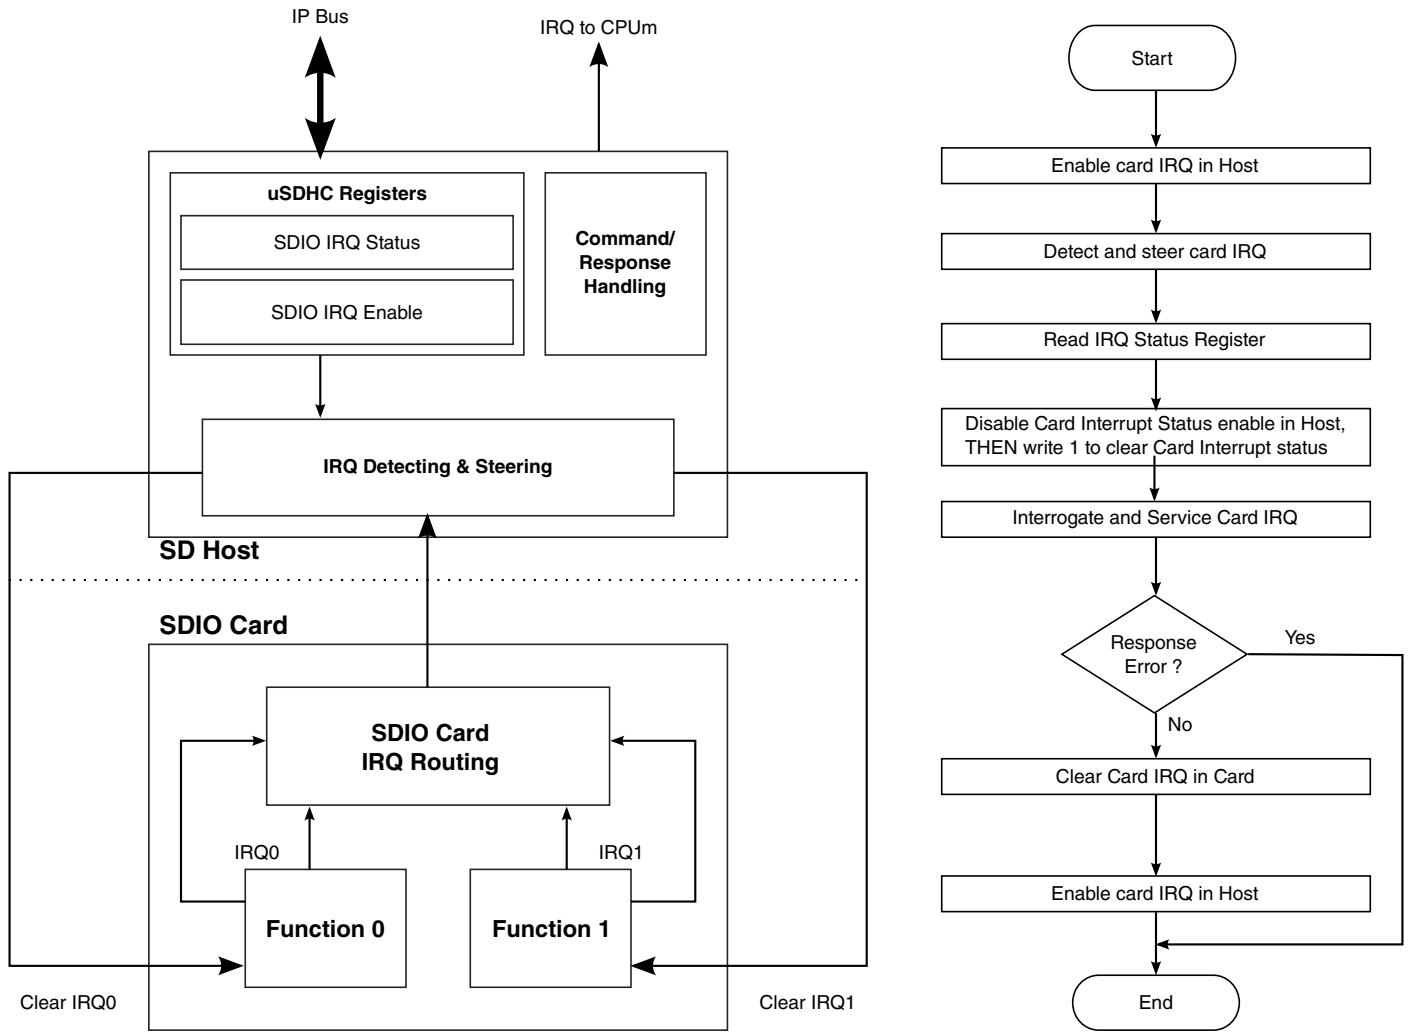 IP Bus
IRQ to CPUm
uSDHC Registers
SDIO IRQ Status
SDIO IRQ Enable
Command/
Response
Handling
IRQ Detecting & Steering
SD Host
SDIO Card
SDIO Card
IRQ Routing
IRQ0
IRQ1
Function 0
Function 1
Clear IRQ0
Clear IRQ1
Start
Enable card IRQ in Host
Detect and steer card IRQ
Read IRQ Status Register
Disable Card Interrupt Status enable in Host,
THEN write 1 to clear Card Interrupt status
Interrogate and Service Card IRQ
Response
Error ?
Yes
No
Clear Card IRQ in Card
Enable card IRQ in Host
End